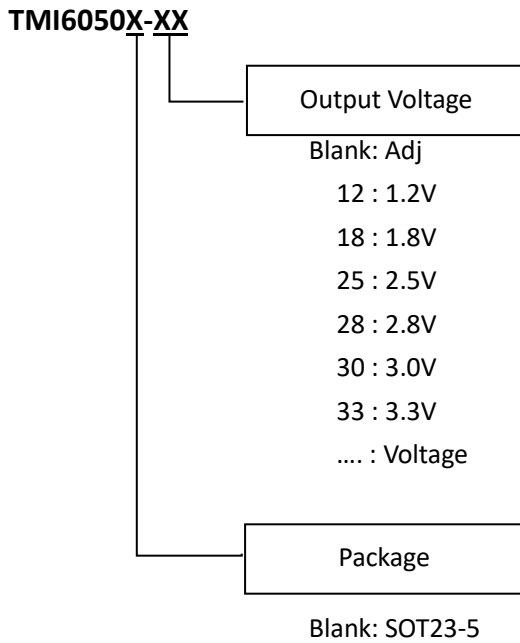 TMI6050X-XX
Output Voltage
Blank: Adj
12 : 1.2V
18 : 1.8V
25 : 2.5V
28 : 2.8V
30 : 3.0V
33 : 3.3V
.... : Voltage
Package
Blank: SOT23-5